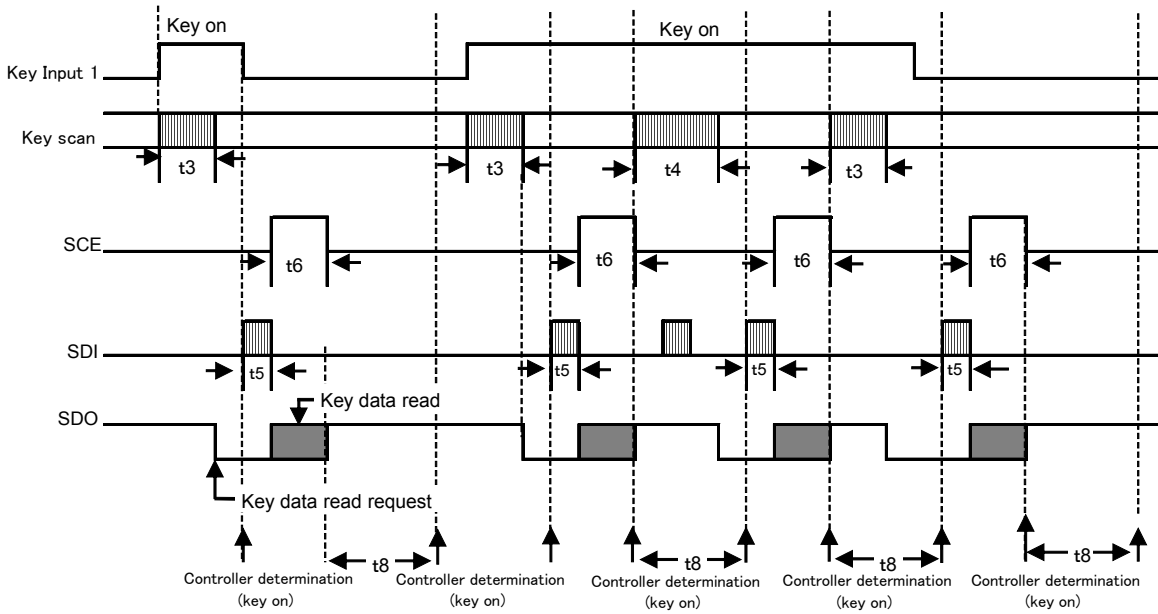 Key on
Key on
Key Input 1
Key scan
t3
t3
t4
t3
SCE
t6
t6
t6
t6
SDI
t5
t5
t5
t5
Key data read
SDO
Key data read request
t8
t8
t8
t8
Controller determination
(key on)
Controller determination
(key on)
Controller determination
(key on)
Controller determination
(key on)
Controller determination
(key on)